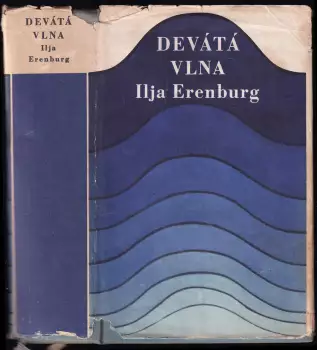 DEVÁTÁ
VLNA
Ilja
Erenburg
DEVÁTÁ
VLNA
Ilja Erenburg